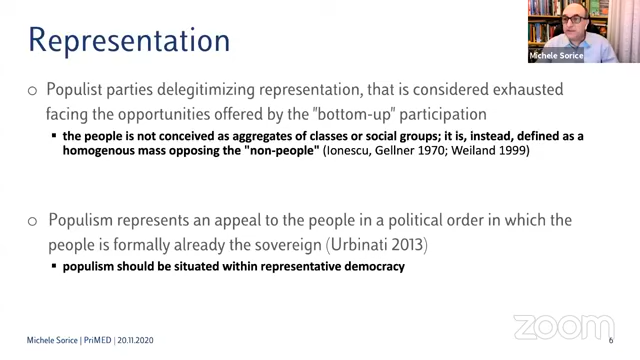 Representation
Michele Sorice
o Populist parties delegitimizing representation, that is considered exhausted
facing the opportunities offered by the "bottom-up" participation
▪ the people is not conceived as aggregates of classes or social groups; it is, instead, defined as a
homogenous mass opposing the "non-people" (Ionescu, Gellner 1970; Weiland 1999)
o Populism represents an appeal to the people in a political order in which the
people is formally already the sovereign (Urbinati 2013)
▪ populism should be situated within representative democracy
Michele Sorice | PriMED | 20.11.2020
6
zoom